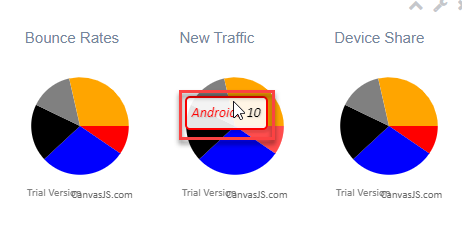 Bounce Rates
New Traffic
Device Share
Android: 10
Trial Version
CanvasJS.com
Trial Version
CanvasJS.com
Trial Version
CanvasJS.com